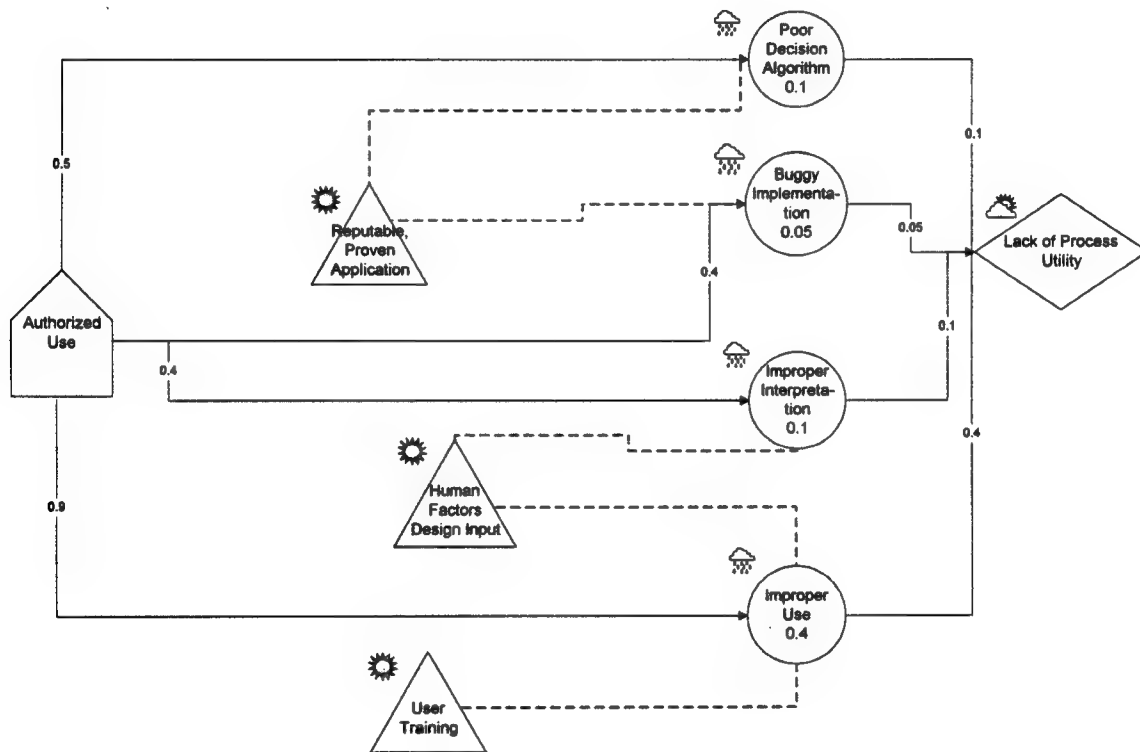 Poor
Decision
Algorithm
0.1
0.1
0.5
Buggy
Implementa-
tion
0.05
0.05
Reputable,
Proven
Application
Lack of Process
Utility
0.4
Authorized
Use
0.4
0.1
Improper
Interpreta-
tion
0.1
0.4
Human
Factors
Design Input
0.9
Improper
Use
0.4
User
Training